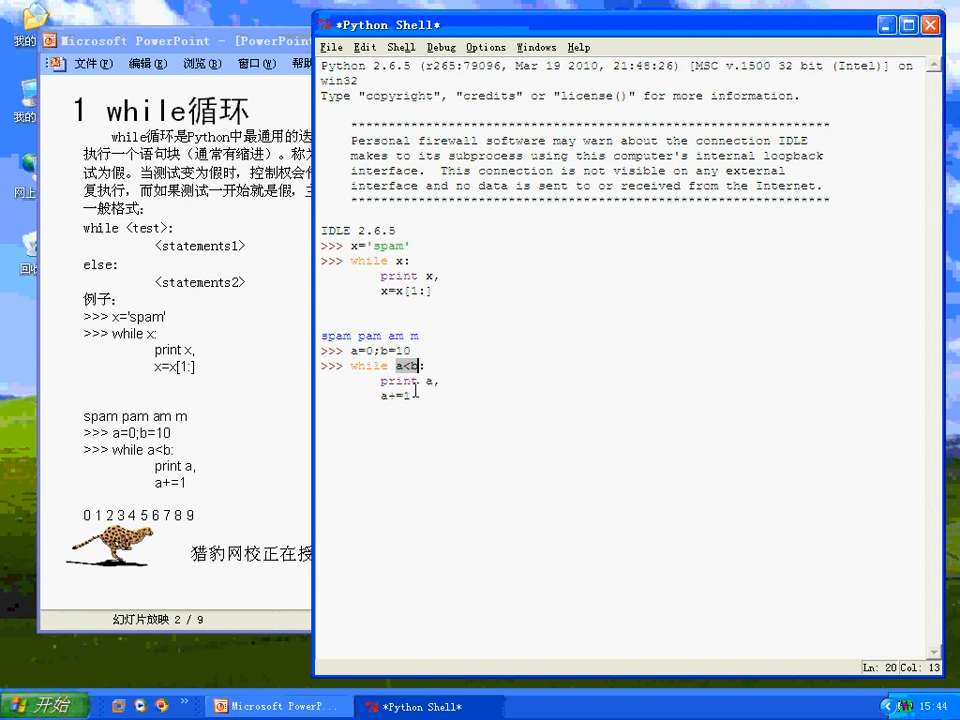 我的
我的
网上
回收
Microsoft PowerPoint - [PowerPoint
文件(F) 编辑(E) 浏览(B) 窗口(W) 帮助
1 while循环
while循环是Python中最通用的迭
执行一个语句块（通常有缩进）。称为
试为假。当测试变为假时，控制权会传
复执行，而如果测试一开始就是假，主
一般格式：
while <test>:
<statements1>
else:
<statements2>
例子：
>>> x='spam'
>>> while x:
print x,
x=x[1:]
spam pam am m
>>> a=0;b=10
>>> while a<b:
print a,
a+=1
0 1 2 3 4 5 6 7 8 9
猎豹网校正在授
幻灯片放映 2 / 9
*Python Shell*
File Edit Shell Debug Options Windows Help
Python 2.6.5 (r265:79096, Mar 19 2010, 21:48:26) [MSC v.1500 32 bit (Intel)] on
win32
Type "copyright", "credits" or "license()" for more information.
****************************************************************
Personal firewall software may warn about the connection IDLE
makes to its subprocess using this computer's internal loopback
interface.  This connection is not visible on any external
interface and no data is sent to or received from the Internet.
****************************************************************
IDLE 2.6.5
>>> x='spam'
>>> while x:
print x,
x=x[1:]
spam pam am m
>>> a=0;b=10
>>> while a<b:
print a,
a+=1
Ln: 20 Col: 13
开始
Microsoft PowerP...
*Python Shell*
15:44